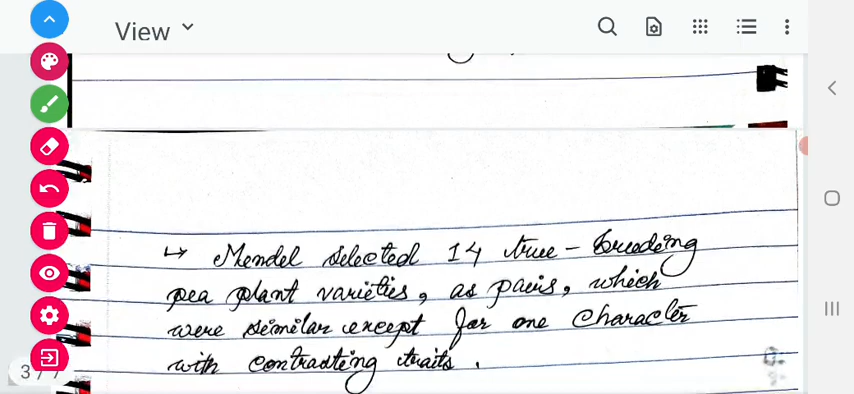 View
↳ Mendel selected 14 true-breeding
pea plant varieties, as pairs, which
were similar except for one character
with contrasting traits.
3 / 7